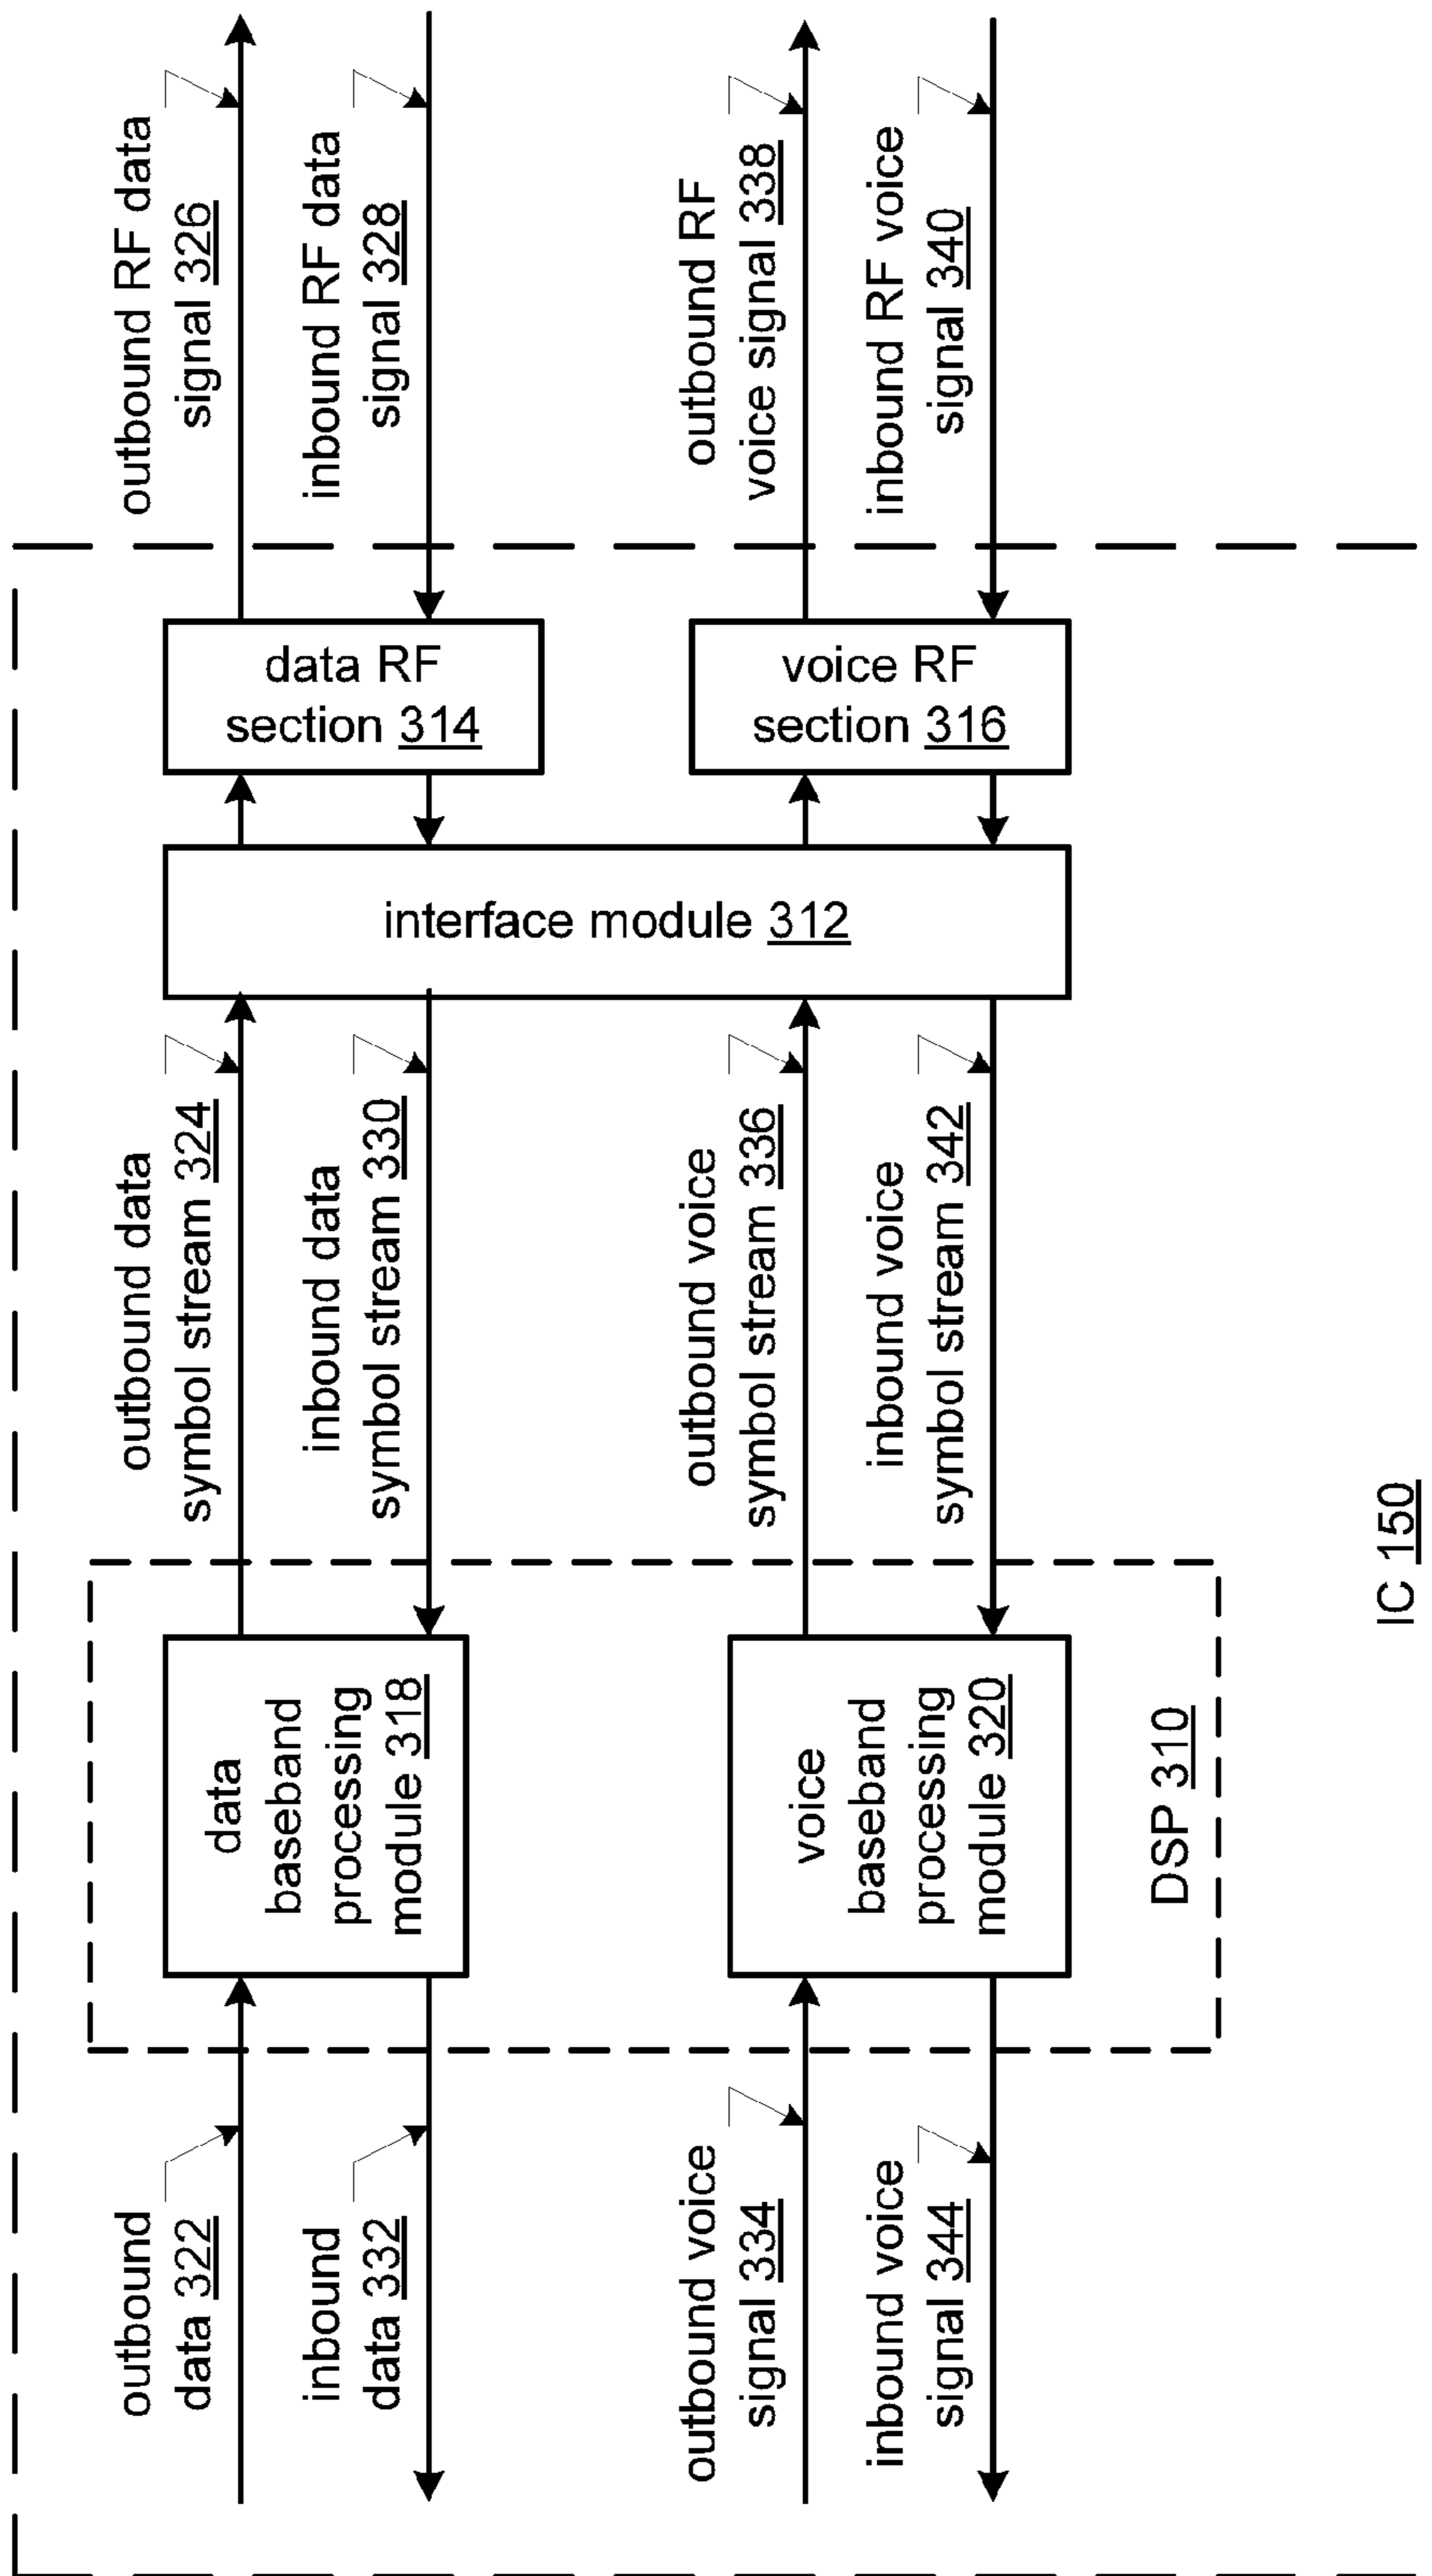 outbound RF data
signal 326
inbound RF data
signal 328
outbound RF
voice signal 338
inbound RF voice
signal 340
data RF
section 314
voice RF
section 316
interface module 312
outbound data
symbol stream 324
inbound data
symbol stream 330
outbound voice
symbol stream 336
inbound voice
symbol stream 342
data
baseband
processing
module 318
voice
baseband
processing
module 320
DSP 310
IC 150
outbound
data 322
inbound
data 332
outbound voice
signal 334
inbound voice
signal 344